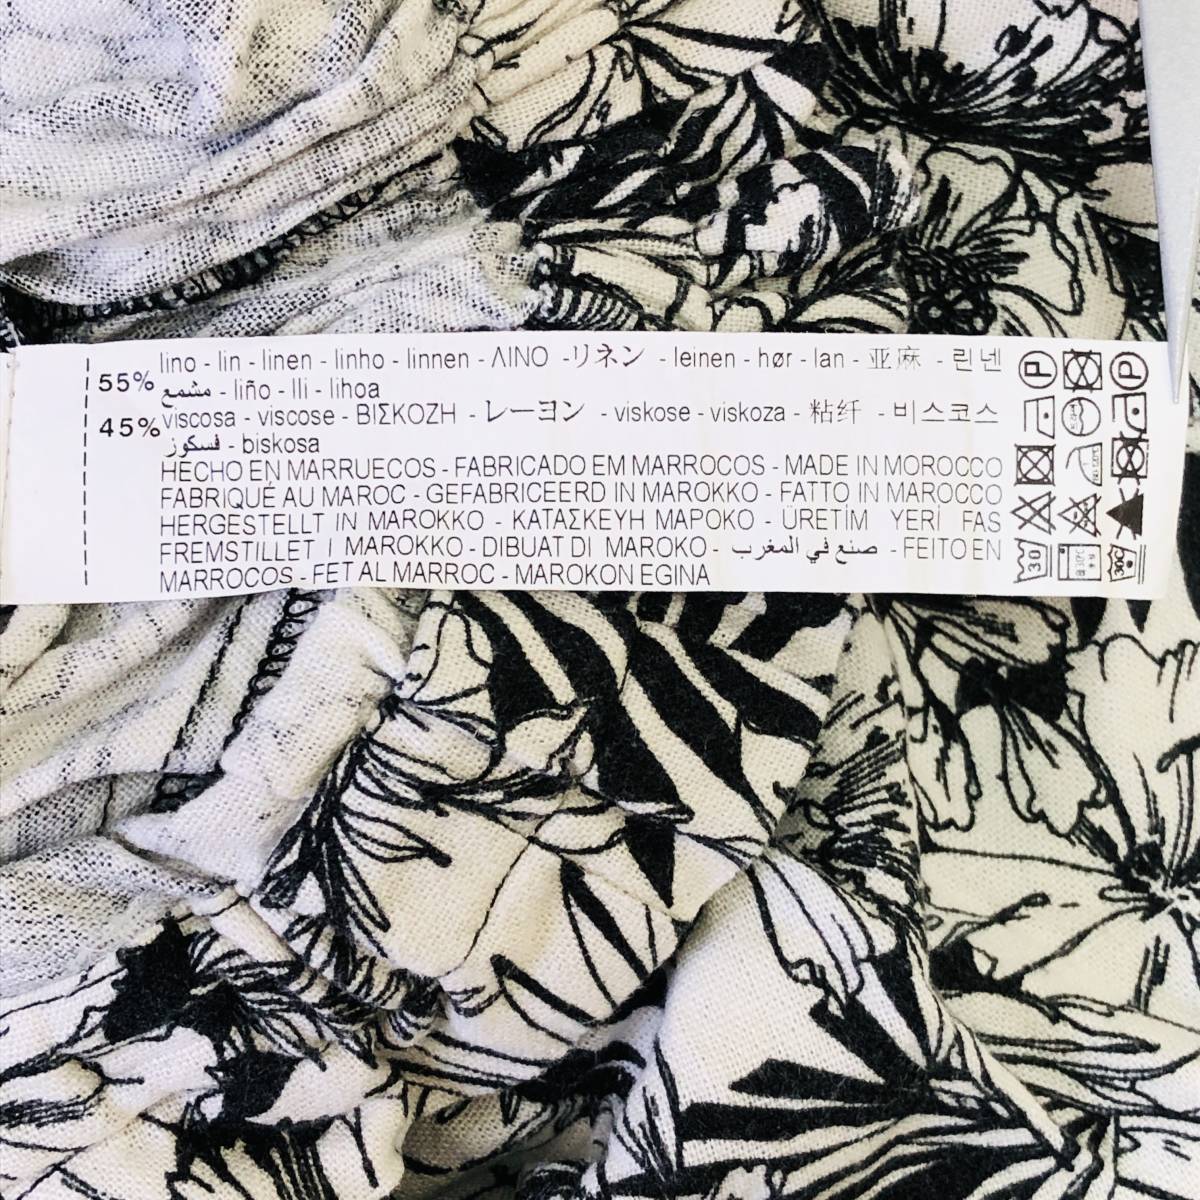 55% lino - lin - linen - linho - linnen - ΛΙΝΟ - リネン - leinen - hør - lan - 亚麻 - 린넨
مشمع - liño - lli - lihoa
45% viscosa - viscose - ΒΙΣΚΟΖΗ - レーヨン - viskose - viskoza - 粘纤 - 비스코스
فسكوز - biskosa
HECHO EN MARRUECOS - FABRICADO EM MARROCOS - MADE IN MOROCCO
FABRIQUÉ AU MAROC - GEFABRICEERD IN MAROKKO - FATTO IN MAROCCO
HERGESTELLT IN MAROKKO - ΚΑΤΑΣΚΕΥΗ ΜΑΡΟΚΟ - ÜRETİM YERİ FAS
FREMSTILLET I MAROKKO - DIBUAT DI MAROKO - صنع في المغرب - FEITO EN
MARROCOS - FET AL MARROC - MAROKON EGINA
P P
30 30C